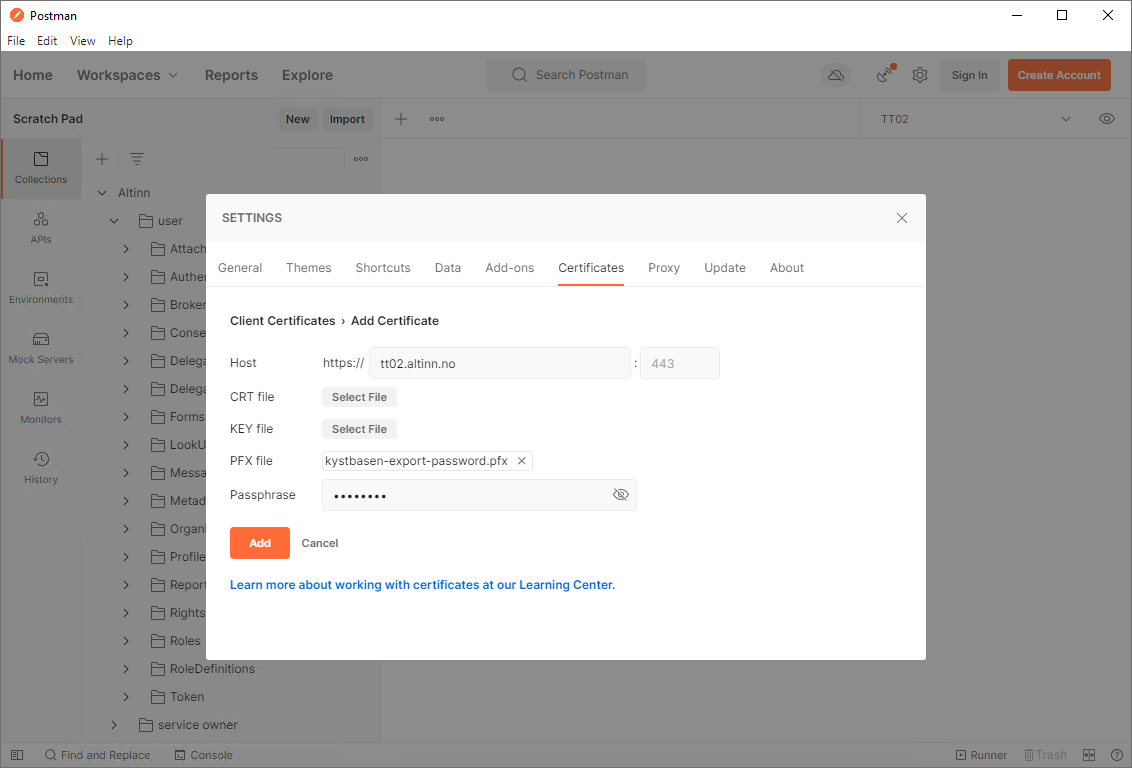 Postman
File Edit View Help
Home Workspaces Reports Explore Search Postman Sign In Create Account
Scratch Pad New Import TT02
Collections
APIs
Environments
Mock Servers
Monitors
History
Altinn
user
Attach
Auther
Broker
Conse
Delega
Delega
Forms
LookU
Messa
Metad
Organi
Profile
Report
Rights
Roles
RoleDefinitions
Token
service owner
SETTINGS
General Themes Shortcuts Data Add-ons Certificates Proxy Update About
Client Certificates › Add Certificate
Host https:// tt02.altinn.no : 443
CRT file Select File
KEY file Select File
PFX file kystbasen-export-password.pfx
Passphrase ••••••••
Add Cancel
Learn more about working with certificates at our Learning Center.
Find and Replace Console Runner Trash